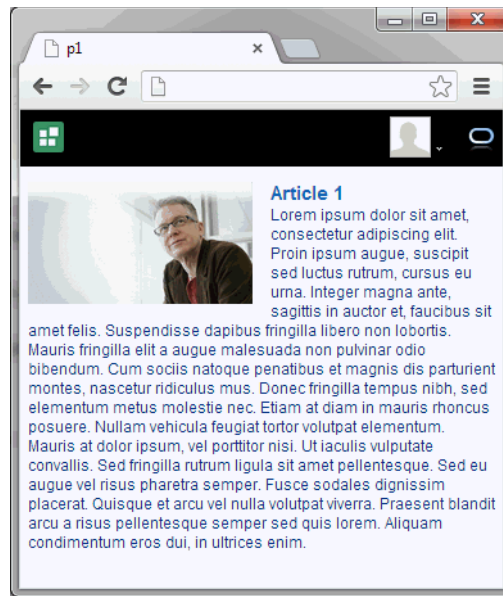 p1
Article 1
Lorem ipsum dolor sit amet,
consectetur adipiscing elit.
Proin ipsum augue, suscipit
sed luctus rutrum, cursus eu
urna. Integer magna ante,
sagittis in auctor et, faucibus sit
amet felis. Suspendisse dapibus fringilla libero non lobortis.
Mauris fringilla elit a augue malesuada non pulvinar odio
bibendum. Cum sociis natoque penatibus et magnis dis parturient
montes, nascetur ridiculus mus. Donec fringilla tempus nibh, sed
elementum metus molestie nec. Etiam at diam in mauris rhoncus
posuere. Nullam vehicula feugiat tortor volutpat elementum.
Mauris at dolor ipsum, vel porttitor nisi. Ut iaculis vulputate
convallis. Sed fringilla rutrum ligula sit amet pellentesque. Sed eu
augue vel risus pharetra semper. Fusce sodales dignissim
placerat. Quisque et arcu vel nulla volutpat viverra. Praesent blandit
arcu a risus pellentesque semper sed quis lorem. Aliquam
condimentum eros dui, in ultrices enim.